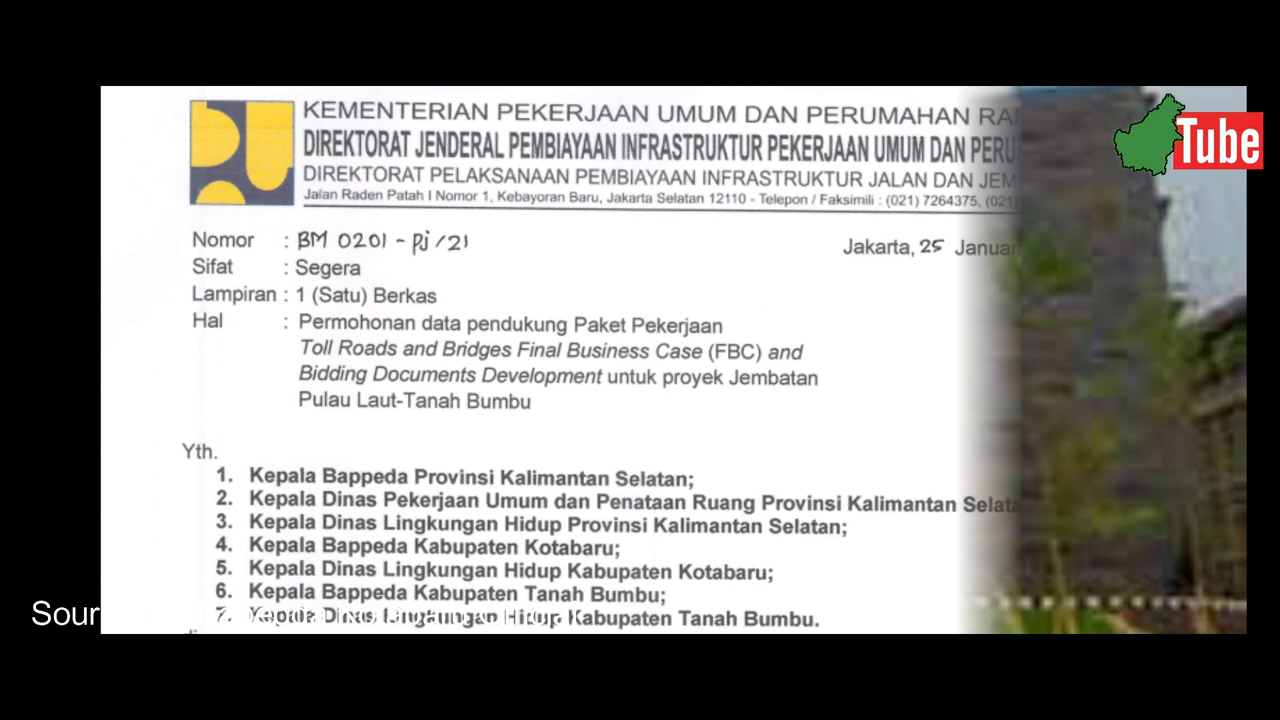 KEMENTERIAN PEKERJAAN UMUM DAN PERUMAHAN
DIREKTORAT JENDERAL PEMBIAYAAN INFRASTRUKTUR PEKERJAAN UMUM DAN
DIREKTORAT PELAKSANAAN PEMBIAYAAN INFRASTRUKTUR JALAN DAN
Jalan Raden Patah I Nomor 1, Kebayoran Baru, Jakarta Selatan 12110 - Telepon / Faksimili : (021) 7264375, (021)
Tube
Nomor : BM 0201 - Pi / 21
Jakarta, 25 Januar
Sifat : Segera
Lampiran : 1 (Satu) Berkas
Hal : Permohonan data pendukung Paket Pekerjaan
Toll Roads and Bridges Final Business Case (FBC) and
Bidding Documents Development untuk proyek Jembatan
Pulau Laut-Tanah Bumbu
Yth.
1. Kepala Bappeda Provinsi Kalimantan Selatan;
2. Kepala Dinas Pekerjaan Umum dan Penataan Ruang Provinsi Kalimantan
3. Kepala Dinas Lingkungan Hidup Provinsi Kalimantan Selatan;
4. Kepala Bappeda Kabupaten Kotabaru;
5. Kepala Dinas Lingkungan Hidup Kabupaten Kotabaru;
6. Kepala Bappeda Kabupaten Tanah Bumbu;
7. Kepala Dinas Lingkungan Hidup Kabupaten Tanah Bumbu.